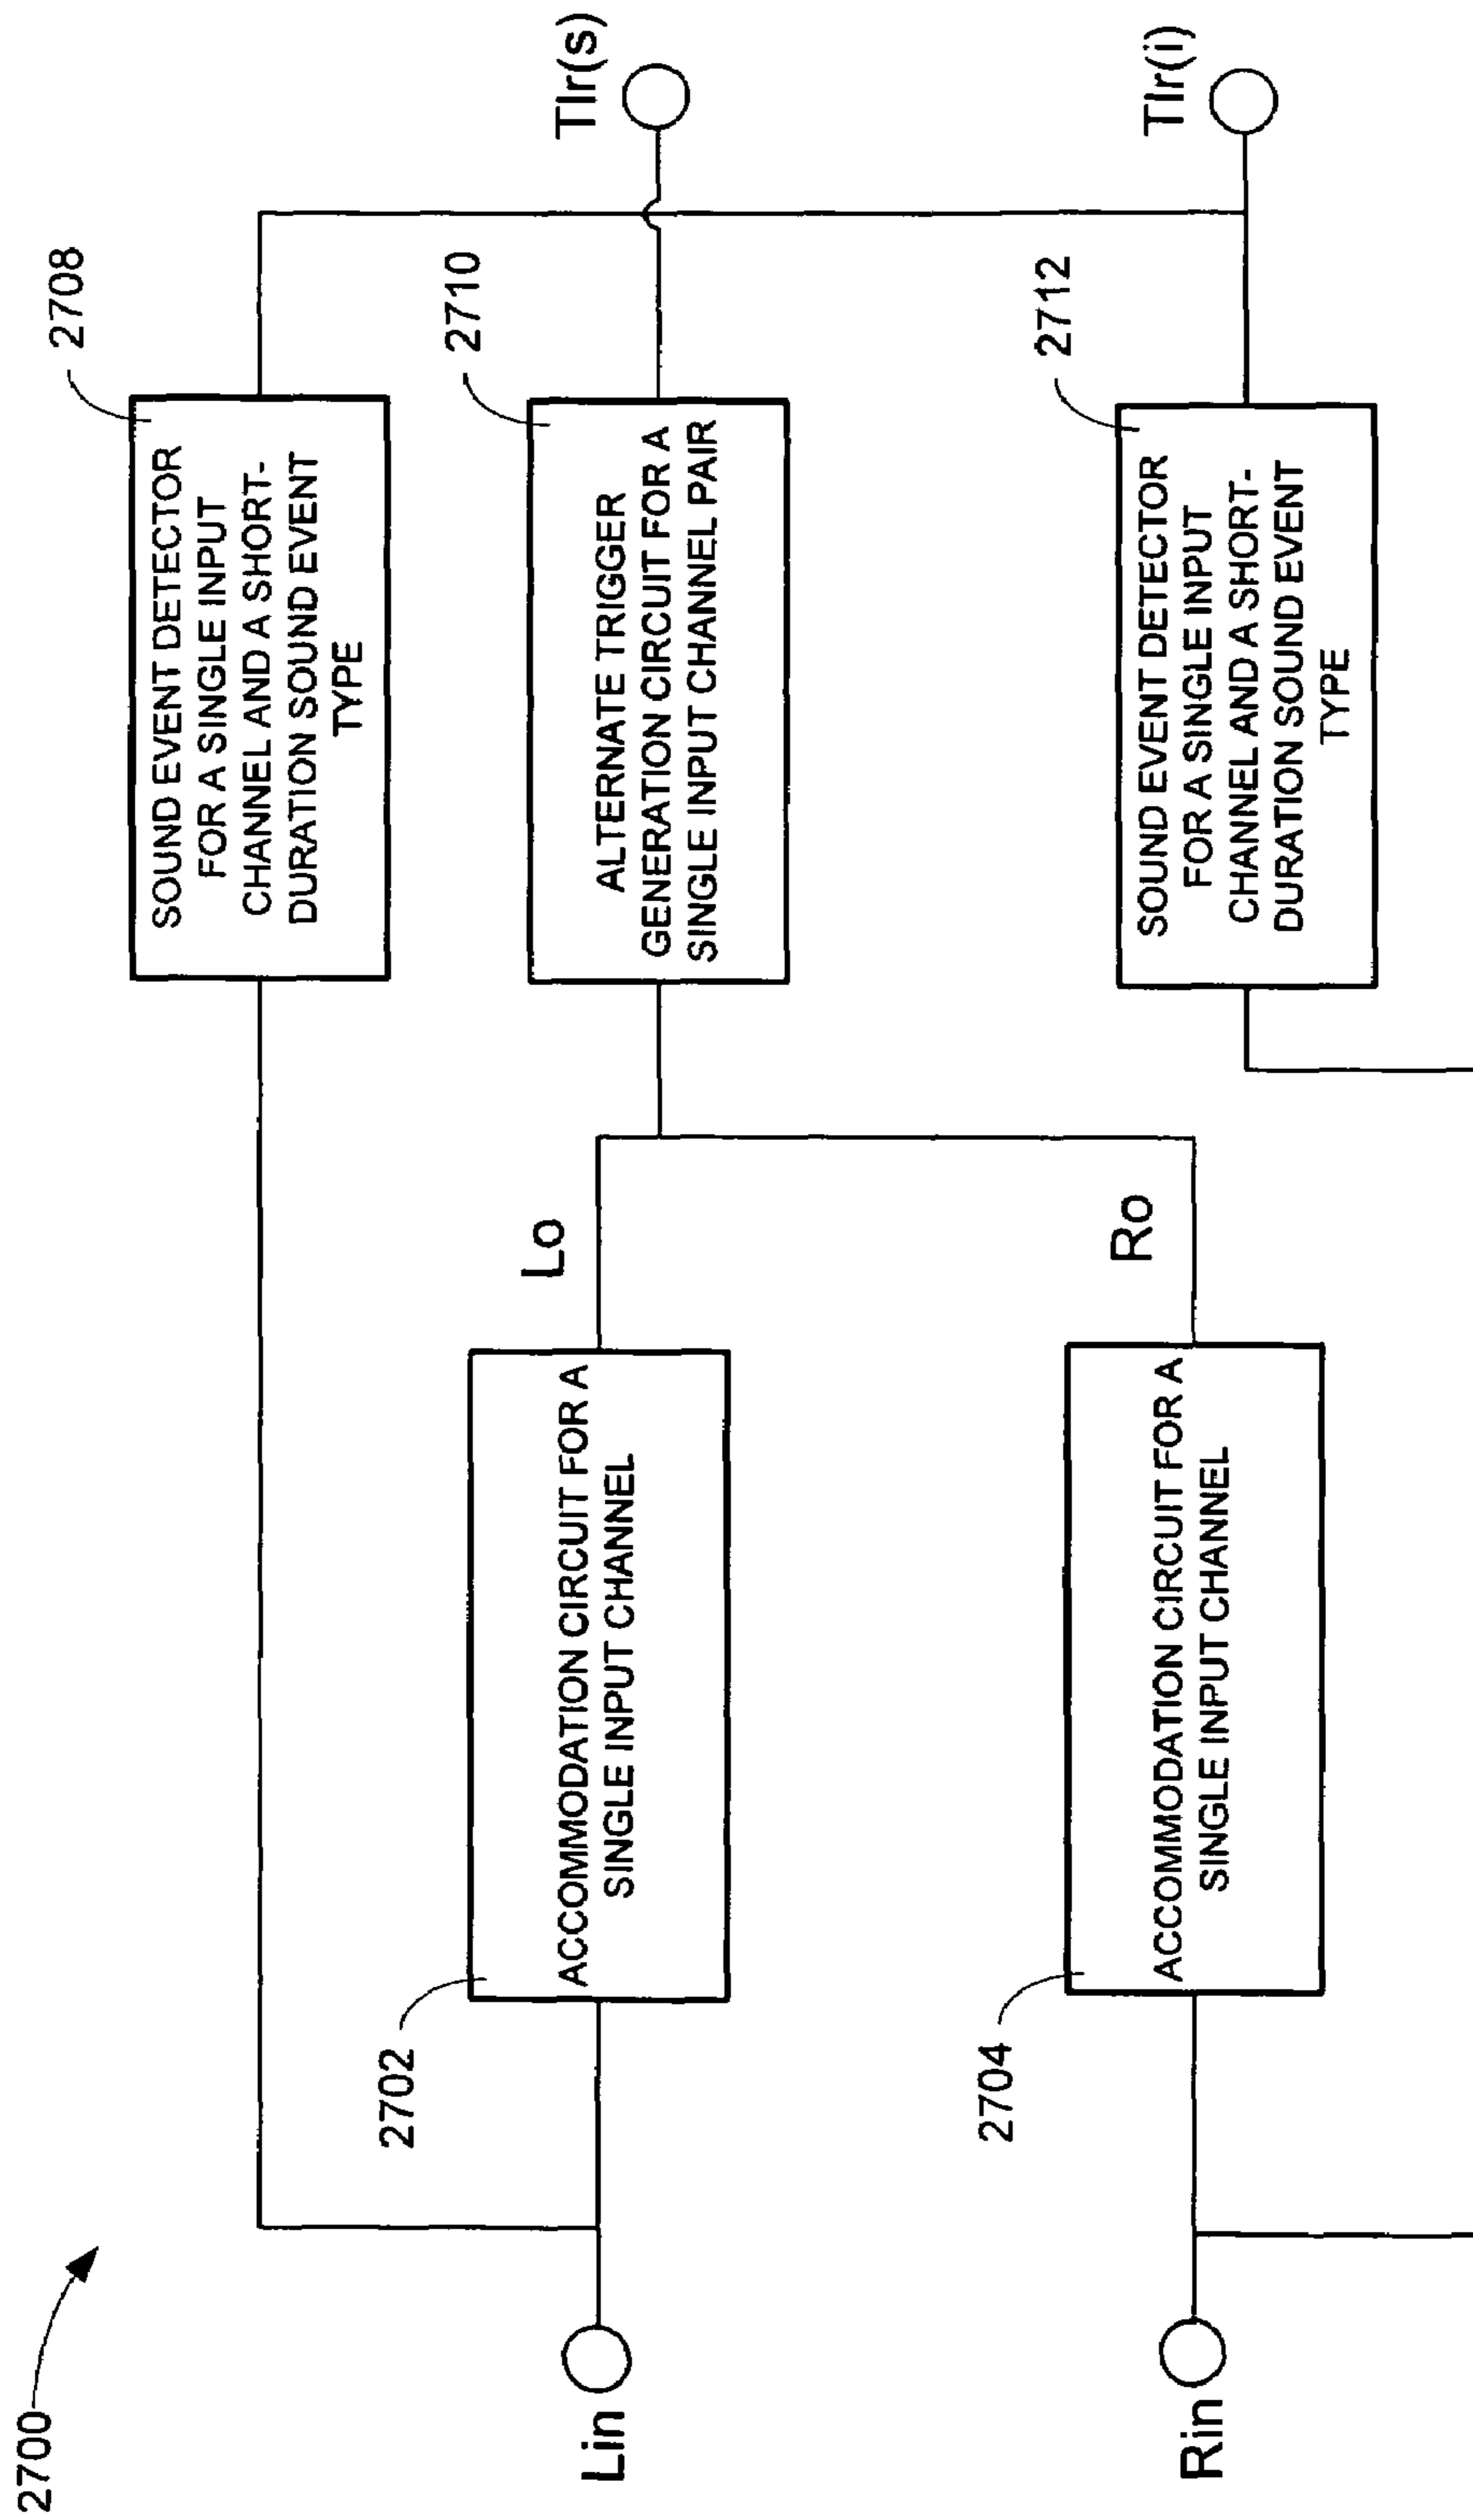 2700
2708
SOUND EVENT DETECTOR
FOR A SINGLE INPUT
CHANNEL AND A SHORT-
DURATION SOUND EVENT
TYPE
Lin
2702
ACCOMMODATION CIRCUIT FOR A
SINGLE INPUT CHANNEL
Lo
2710
ALTERNATE TRIGGER
GENERATION CIRCUIT FOR A
SINGLE INPUT CHANNEL PAIR
Tlr(s)
Rin
2704
ACCOMMODATION CIRCUIT FOR A
SINGLE INPUT CHANNEL
Ro
2712
SOUND EVENT DETECTOR
FOR A SINGLE INPUT
CHANNEL AND A SHORT-
DURATION SOUND EVENT
TYPE
Tlr(i)